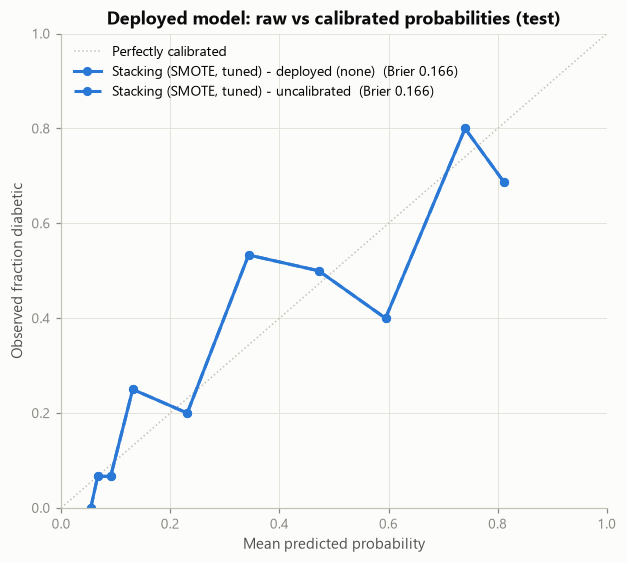 Deployed model: raw vs calibrated probabilities (test)
Perfectly calibrated
Stacking (SMOTE, tuned) - deployed (none)  (Brier 0.166)
Stacking (SMOTE, tuned) - uncalibrated  (Brier 0.166)
Observed fraction diabetic
1.0
0.8
0.6
0.4
0.2
0.0
0.0 0.2 0.4 0.6 0.8 1.0
Mean predicted probability